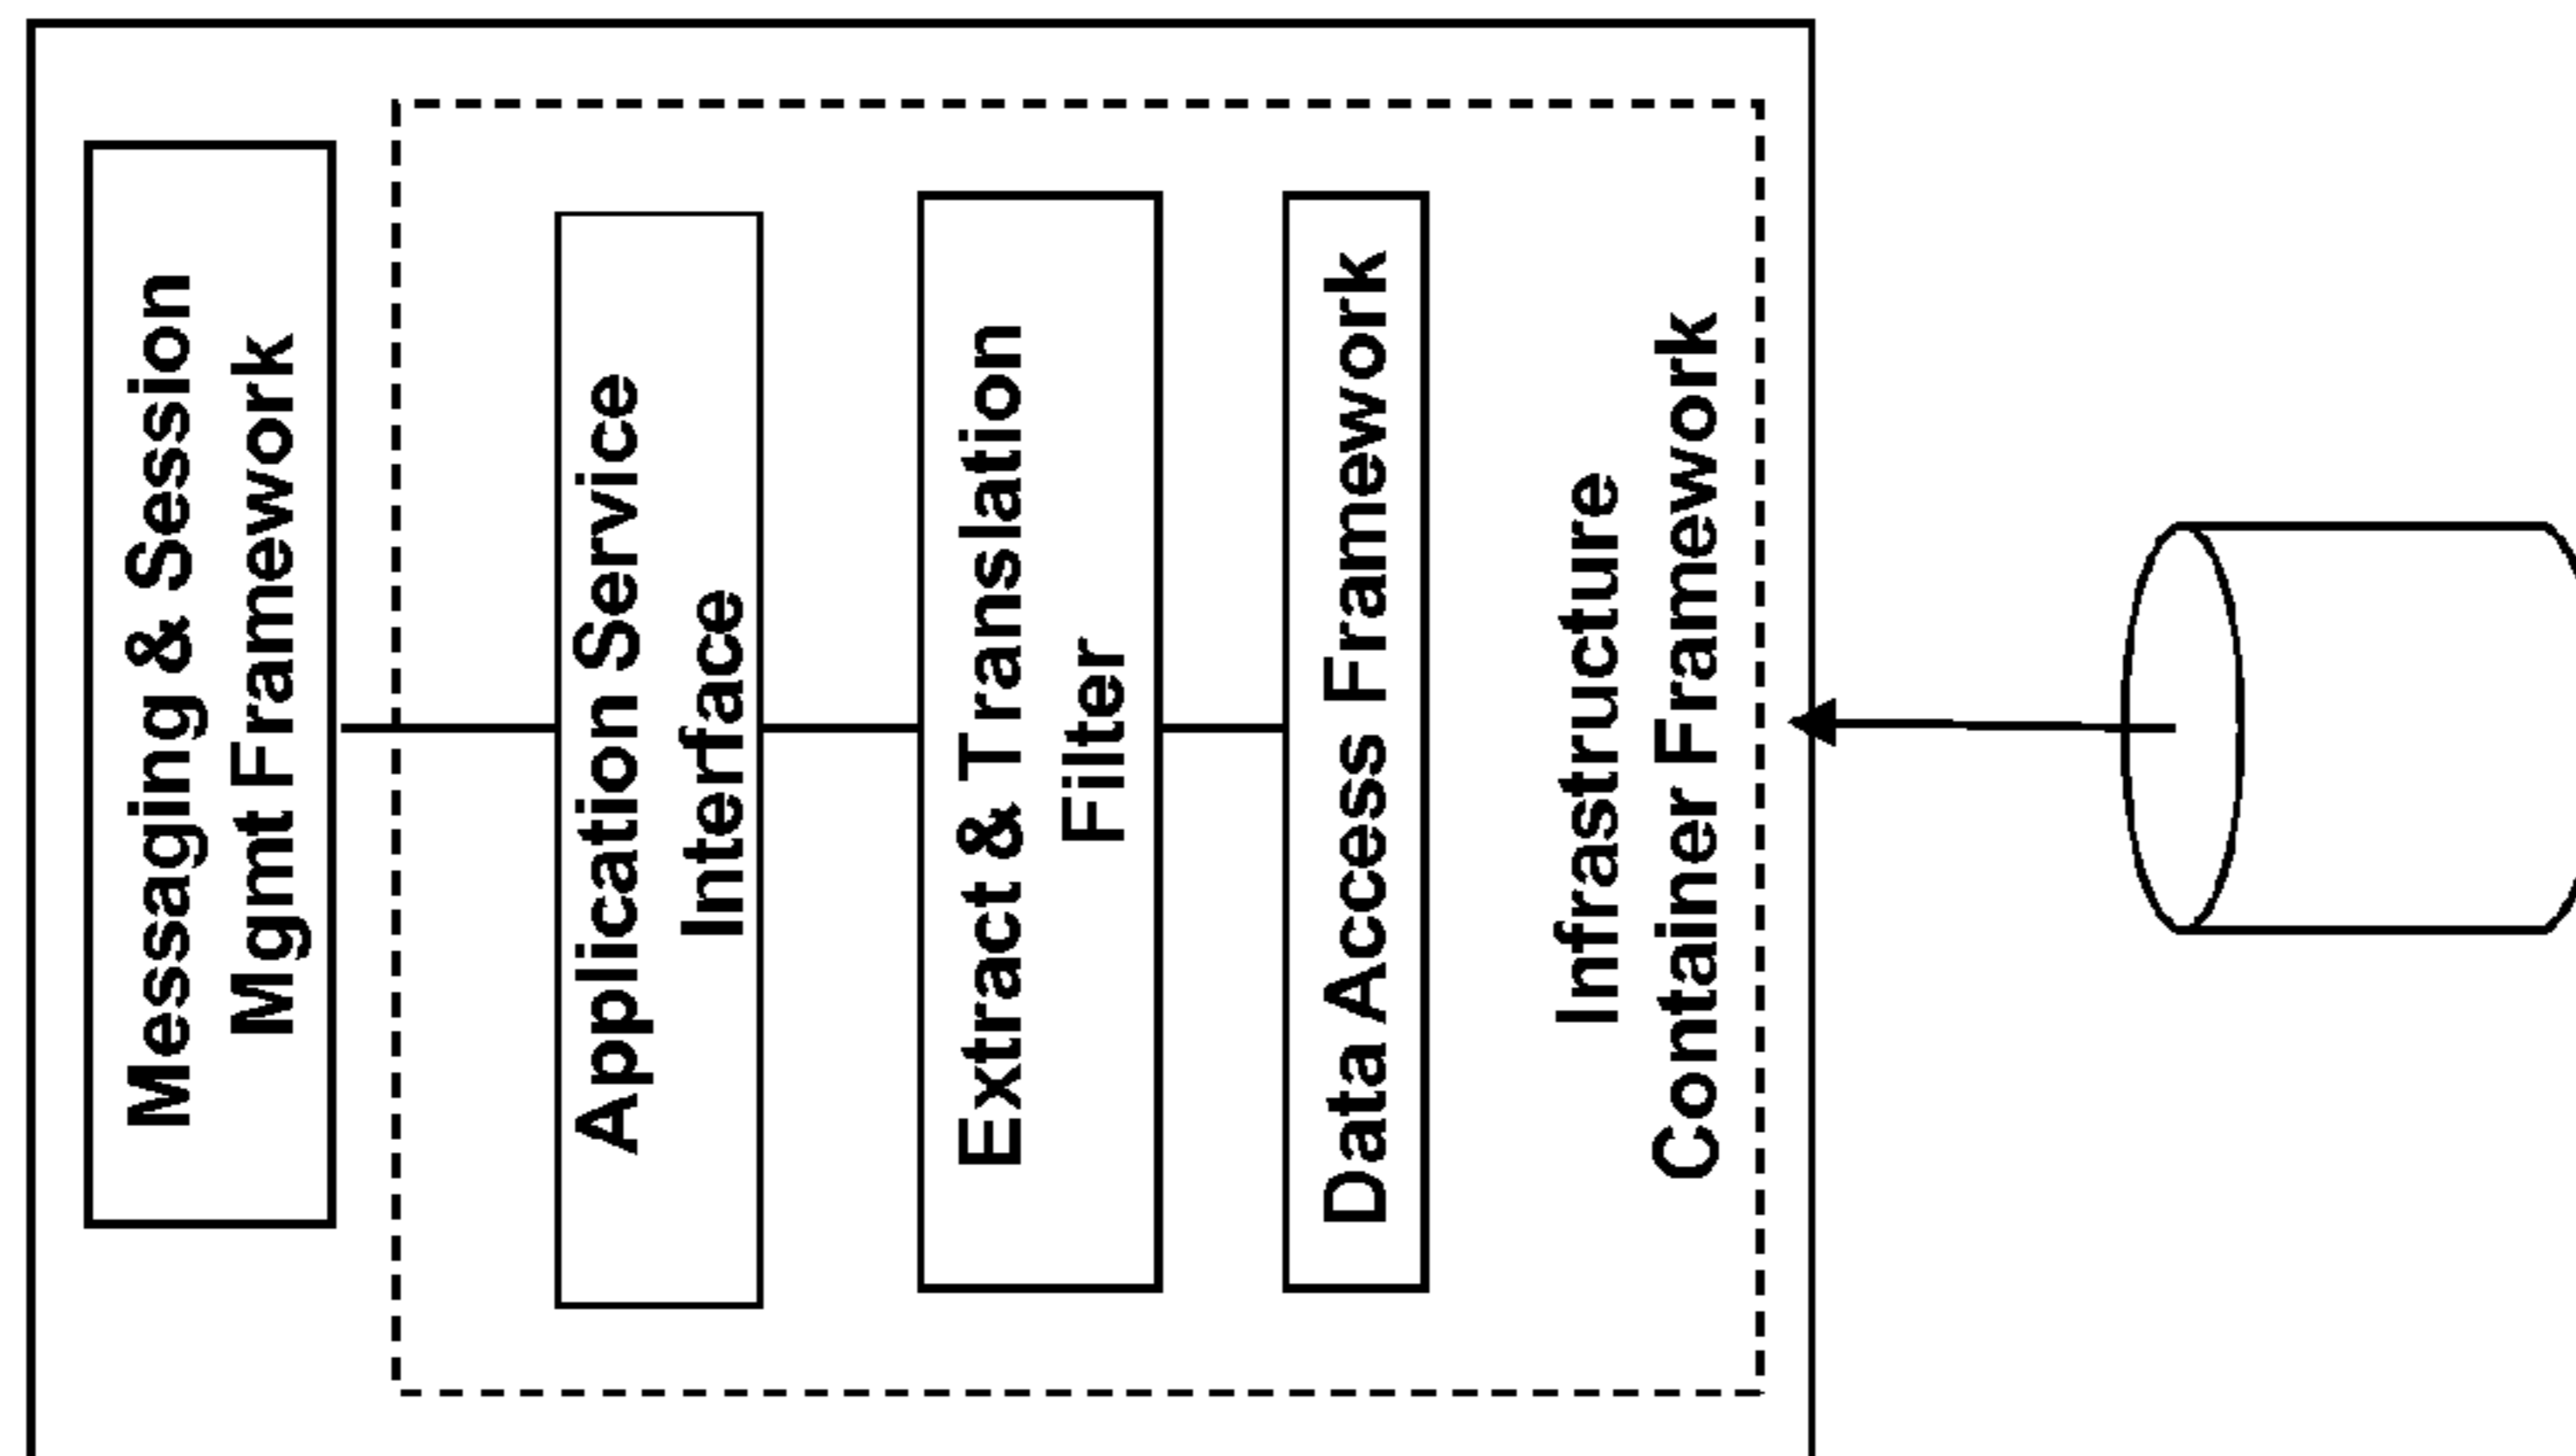 Messaging & Session
Mgmt Framework
Application Service
Interface
Extract & Translation
Filter
Data Access Framework
Infrastructure
Container Framework